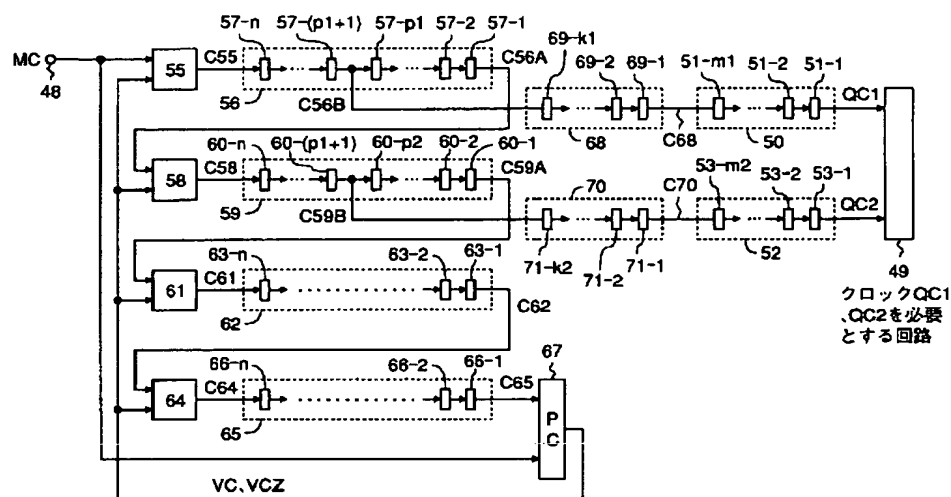 57-n 57-(p1+1) 57-p1 57-2 57-1
MC 48 55 C55 56 C56B C56A
69-k1 69-2 69-1 68 C68
51-m1 51-2 51-1 50 QC1
60-n 60-(p1+1) 60-p2 60-2 60-1
58 C58 59 C59B C59A
70 71-k2 71-2 71-1 C70
53-m2 53-2 53-1 52 QC2
49
クロックQC1
、QC2を必要
とする回路
63-n 63-2 63-1
61 C61 62 C62
66-n 66-2 66-1
64 C64 65 C65
67
P
C
VC、VCZ